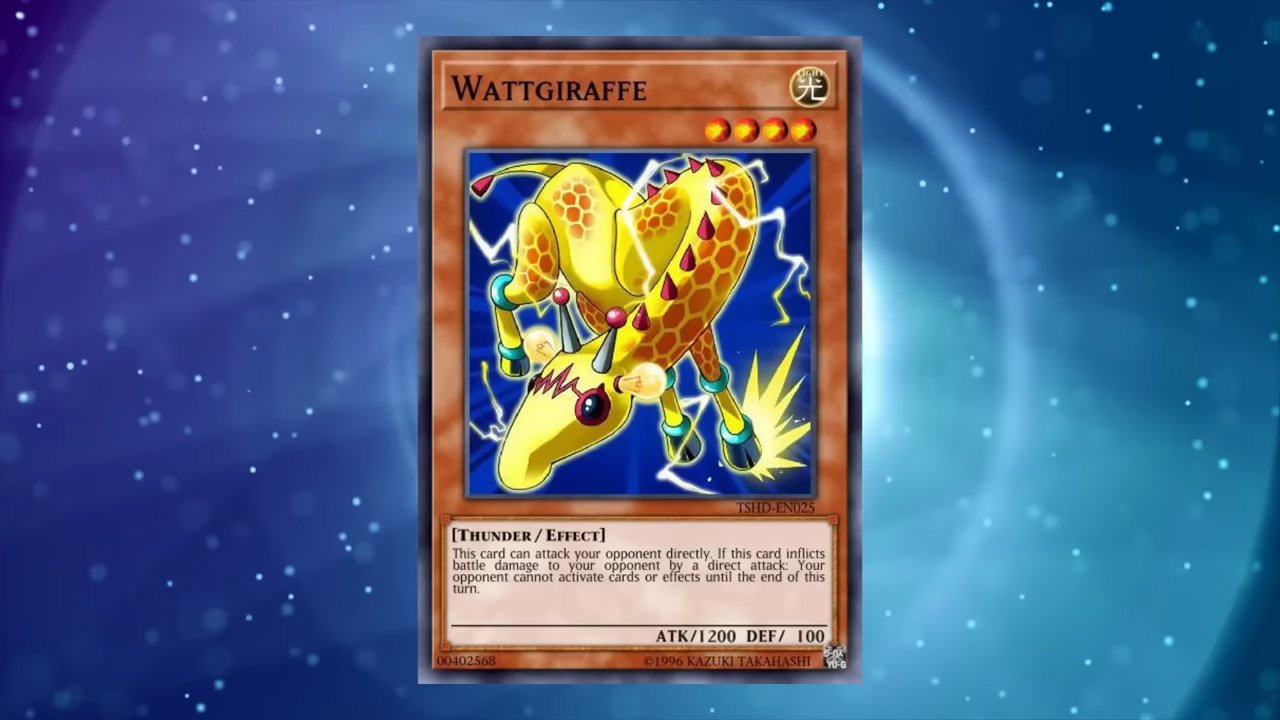 WATTGIRAFFE
LIGHT
光
TSHD-EN025
[THUNDER / EFFECT]
This card can attack your opponent directly. If this card inflicts
battle damage to your opponent by a direct attack: Your
opponent cannot activate cards or effects until the end of this
turn.
ATK/1200 DEF/ 100
00402568
©1996 KAZUKI TAKAHASHI